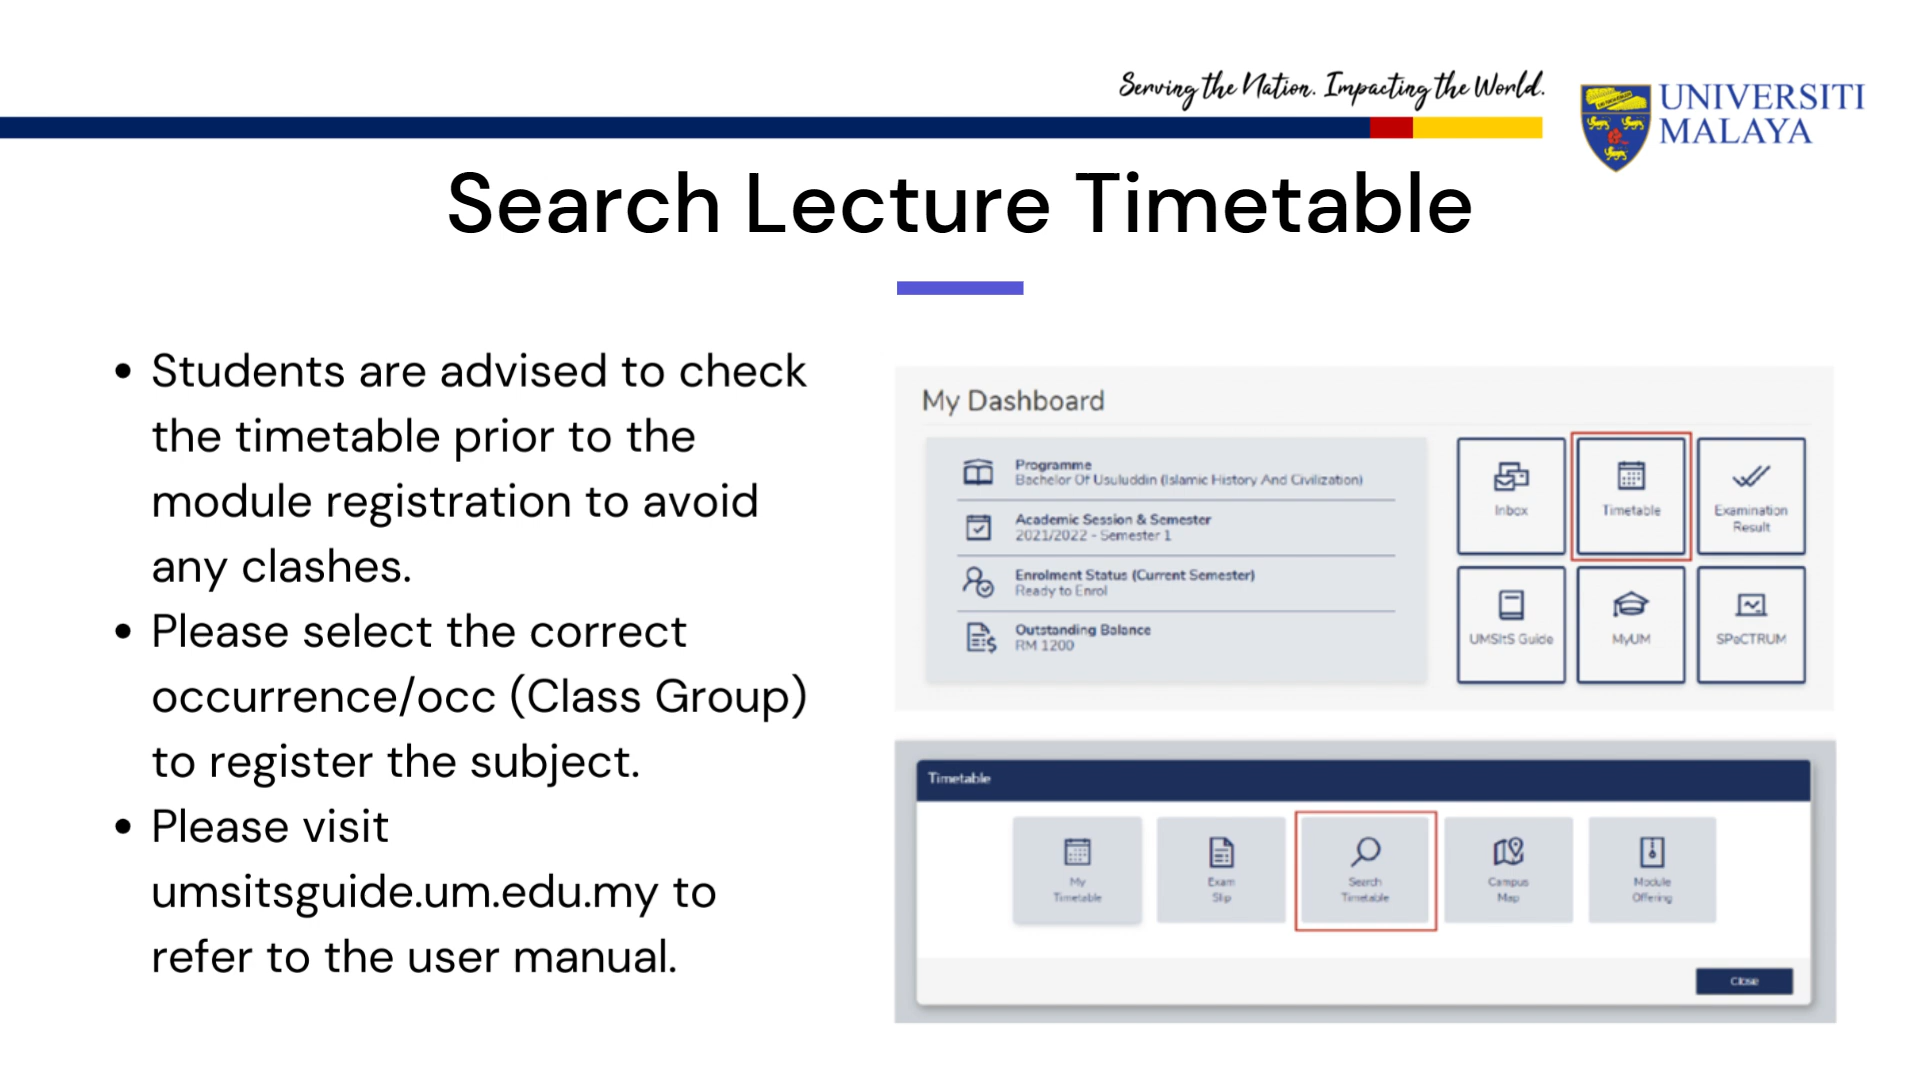 Serving the Nation. Impacting the World.
UNIVERSITI
MALAYA
Search Lecture Timetable
• Students are advised to check
the timetable prior to the
module registration to avoid
any clashes.
• Please select the correct
occurrence/occ (Class Group)
to register the subject.
• Please visit
umsitsguide.um.edu.my to
refer to the user manual.
My Dashboard
Programme
Bachelor Of Usuluddin (Islamic History And Civilization)
Academic Session & Semester
2021/2022 - Semester 1
Enrolment Status (Current Semester)
Ready to Enrol
Outstanding Balance
RM 1200
Inbox
Timetable
Examination
Result
UMSItS Guide
MyUM
SPeCTRUM
Timetable
My
Timetable
Exam
Slip
Search
Timetable
Campus
Map
Module
Offering
Close